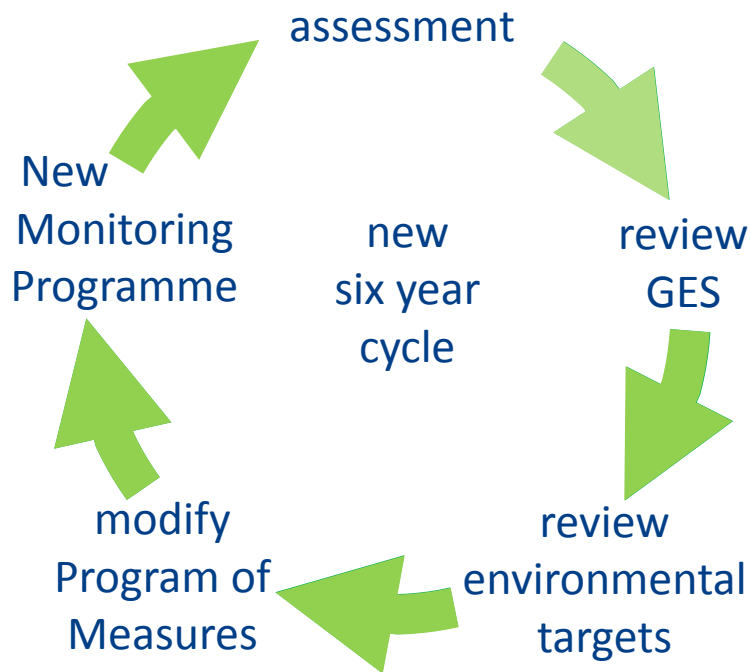 assessment
review
GES
review
environmental
targets
modify
Program of
Measures
New
Monitoring
Programme
new
six year
cycle